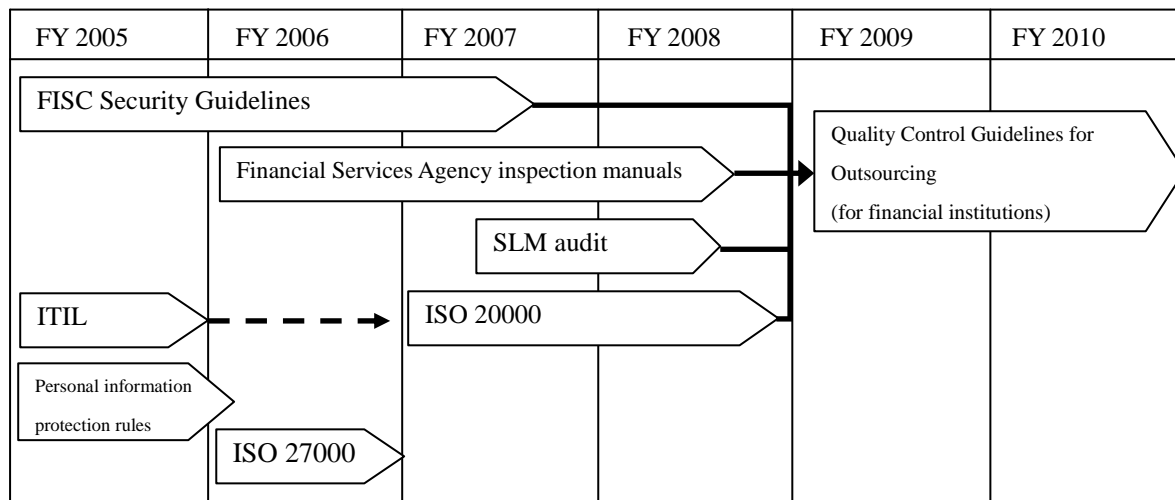 FY 2005
FY 2006
FY 2007
FY 2008
FY 2009
FY 2010
FISC Security Guidelines
Quality Control Guidelines for
Outsourcing
(for financial institutions)
Financial Services Agency inspection manuals
SLM audit
ITIL
ISO 20000
Personal information
protection rules
ISO 27000